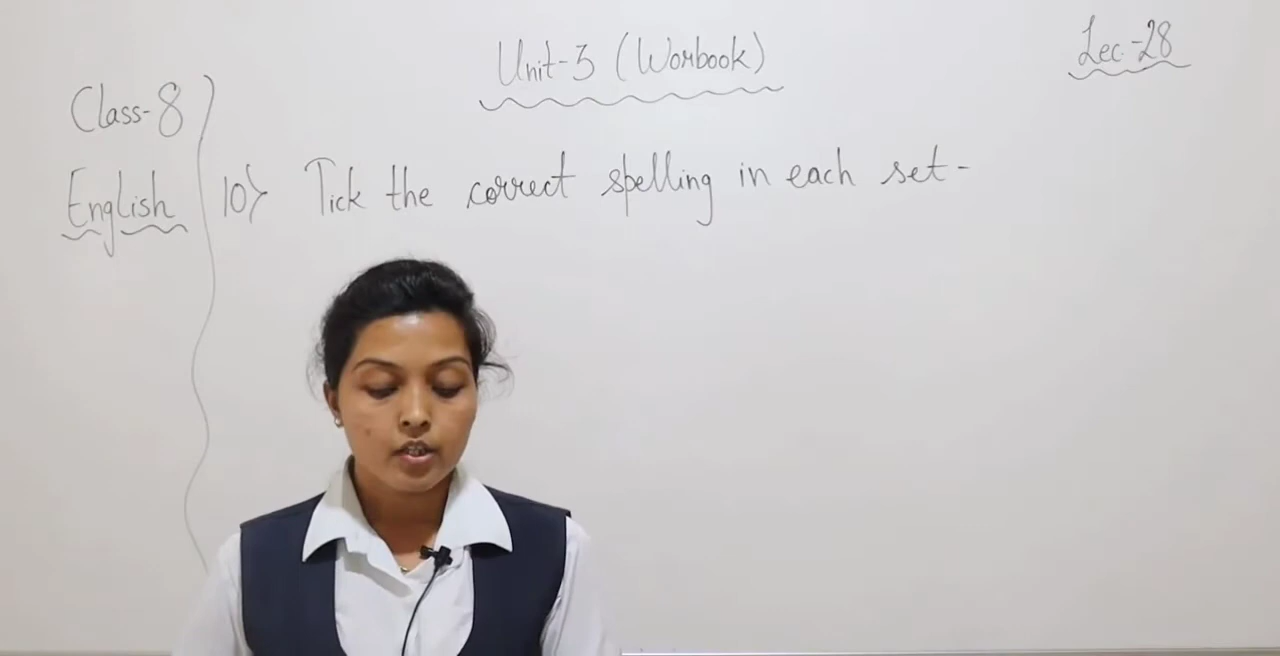 Unit-3 (Worbook)
Lec-28
Class-8
English
10) Tick the correct spelling in each set-